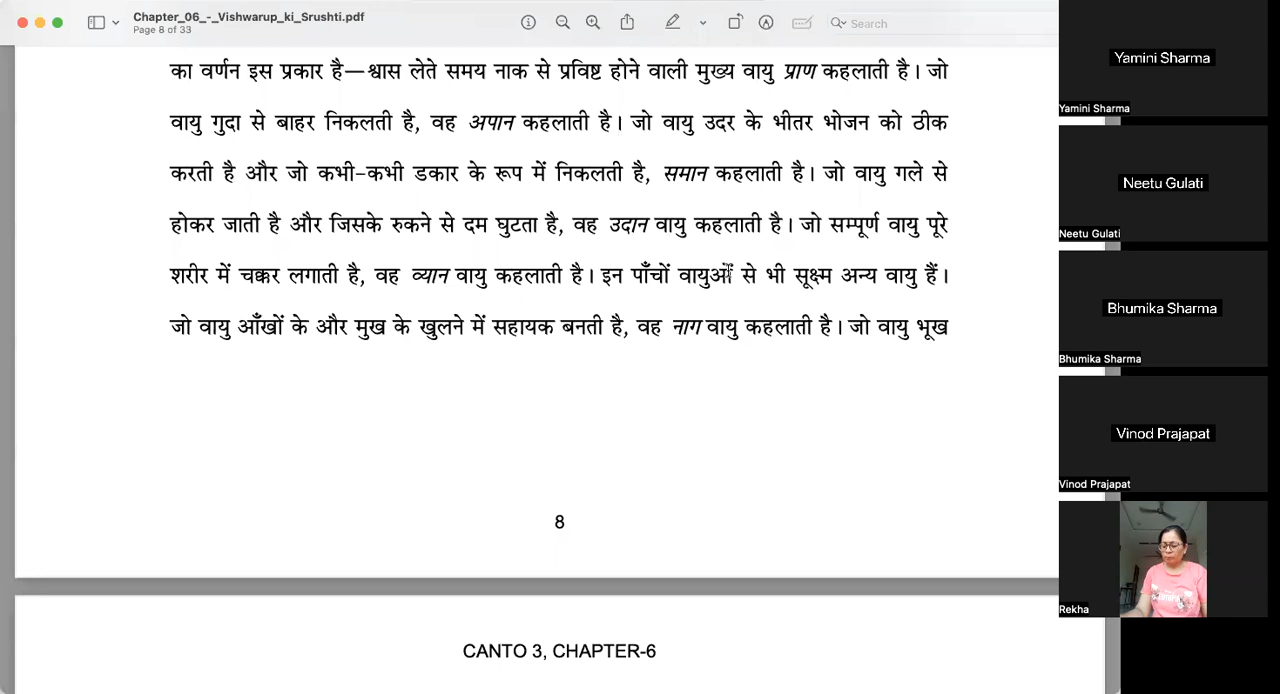 Chapter_06_-_Vishwarup_ki_Srushti.pdf
Page 8 of 33
Search
का वर्णन इस प्रकार है—श्वास लेते समय नाक से प्रविष्ट होने वाली मुख्य वायु प्राण कहलाती है। जो
वायु गुदा से बाहर निकलती है, वह अपान कहलाती है। जो वायु उदर के भीतर भोजन को ठीक
करती है और जो कभी-कभी डकार के रूप में निकलती है, समान कहलाती है। जो वायु गले से
होकर जाती है और जिसके रुकने से दम घुटता है, वह उदान वायु कहलाती है। जो सम्पूर्ण वायु पूरे
शरीर में चक्कर लगाती है, वह व्यान वायु कहलाती है। इन पाँचों वायुओं से भी सूक्ष्म अन्य वायु हैं।
जो वायु आँखों के और मुख के खुलने में सहायक बनती है, वह नाग वायु कहलाती है। जो वायु भूख
8
CANTO 3, CHAPTER-6
Yamini Sharma
Yamini Sharma
Neetu Gulati
Neetu Gulati
Bhumika Sharma
Bhumika Sharma
Vinod Prajapat
Vinod Prajapat
Rekha